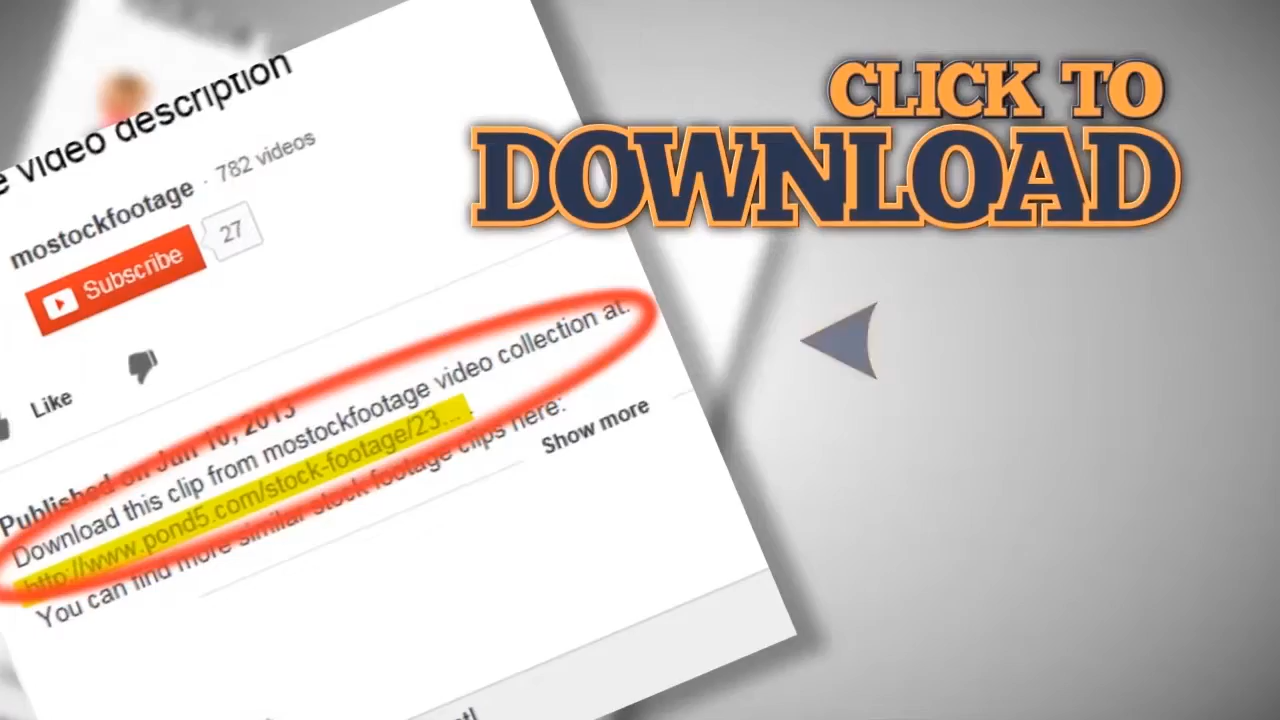 CLICK TO
DOWNLOAD
e video description
mostockfootage · 782 videos
Subscribe 27
Like
Published on Jun 10, 2013
Download this clip from mostockfootage video collection at:
http://www.pond5.com/stock-footage/23... .
You can find more similar stock footage clips here:
Show more